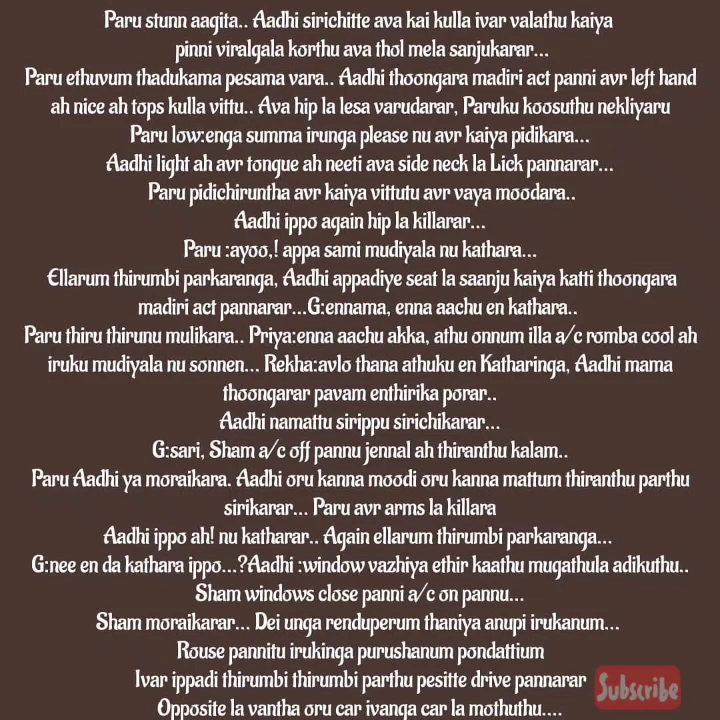 Paru stunn aagita.. Aadhi sirichitte ava kai kulla ivar valathu kaiya
pinni viralgala korthu ava thol mela sanjukarar...
Paru ethuvum thadukama pesama vara.. Aadhi thoongara madiri act panni avr left hand
ah nice ah tops kulla vittu.. Ava hip la lesa varudarar, Paruku koosuthu nekliyaru
Paru low:enga summa irunga please nu avr kaiya pidikara...
Aadhi light ah avr tongue ah neeti ava side neck la Lick pannarar...
Paru pidichiruntha avr kaiya vittutu avr vaya moodara..
Aadhi ippo again hip la killarar...
Paru :ayoo,! appa sami mudiyala nu kathara...
Ellarum thirumbi parkaranga, Aadhi appadiye seat la saanju kaiya katti thoongara
madiri act pannarar...G:ennama, enna aachu en kathara..
Paru thiru thirunu mulikara.. Priya:enna aachu akka, athu onnum illa a/c romba cool ah
iruku mudiyala nu sonnen... Rekha:avlo thana athuku en Katharinga, Aadhi mama
thoongarar pavam enthirika porar..
Aadhi namattu sirippu sirichikarar...
G:sari, Sham a/c off pannu jennal ah thiranthu kalam..
Paru Aadhi ya moraikara. Aadhi oru kanna moodi oru kanna mattum thiranthu parthu
sirikarar... Paru avr arms la killara
Aadhi ippo ah! nu katharar.. Again ellarum thirumbi parkaranga...
G:nee en da kathara ippo...?Aadhi :window vazhiya ethir kaathu mugathula adikuthu..
Sham windows close panni a/c on pannu...
Sham moraikarar... Dei unga renduperum thaniya anupi irukanum...
Rouse pannitu irukinga purushanum pondattium
Ivar ippadi thirumbi thirumbi parthu pesitte drive pannarar
Opposite la vantha oru car ivanga car la mothuthu....
Subscribe